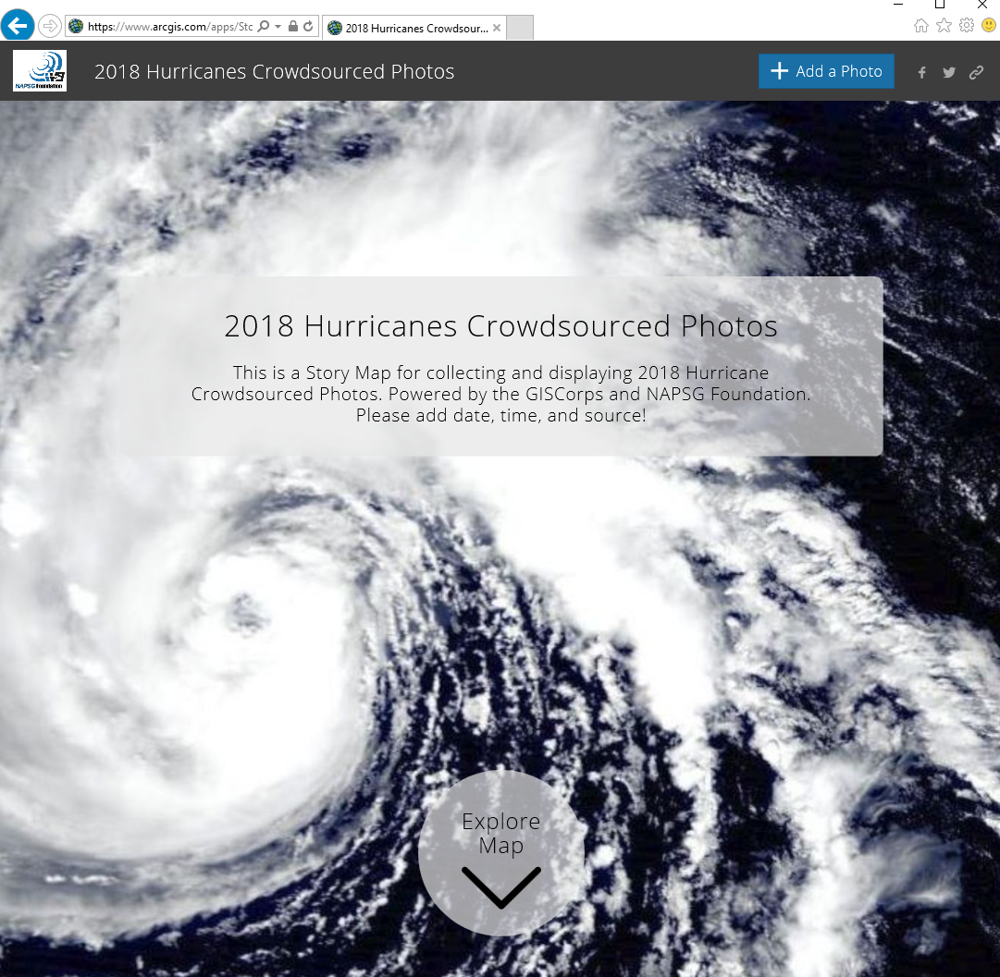 https://www.arcgis.com/apps/Stc
2018 Hurricanes Crowdsour...
NAPSG Foundation
2018 Hurricanes Crowdsourced Photos
Add a Photo
2018 Hurricanes Crowdsourced Photos
This is a Story Map for collecting and displaying 2018 Hurricane
Crowdsourced Photos. Powered by the GISCorps and NAPSG Foundation.
Please add date, time, and source!
Explore
Map